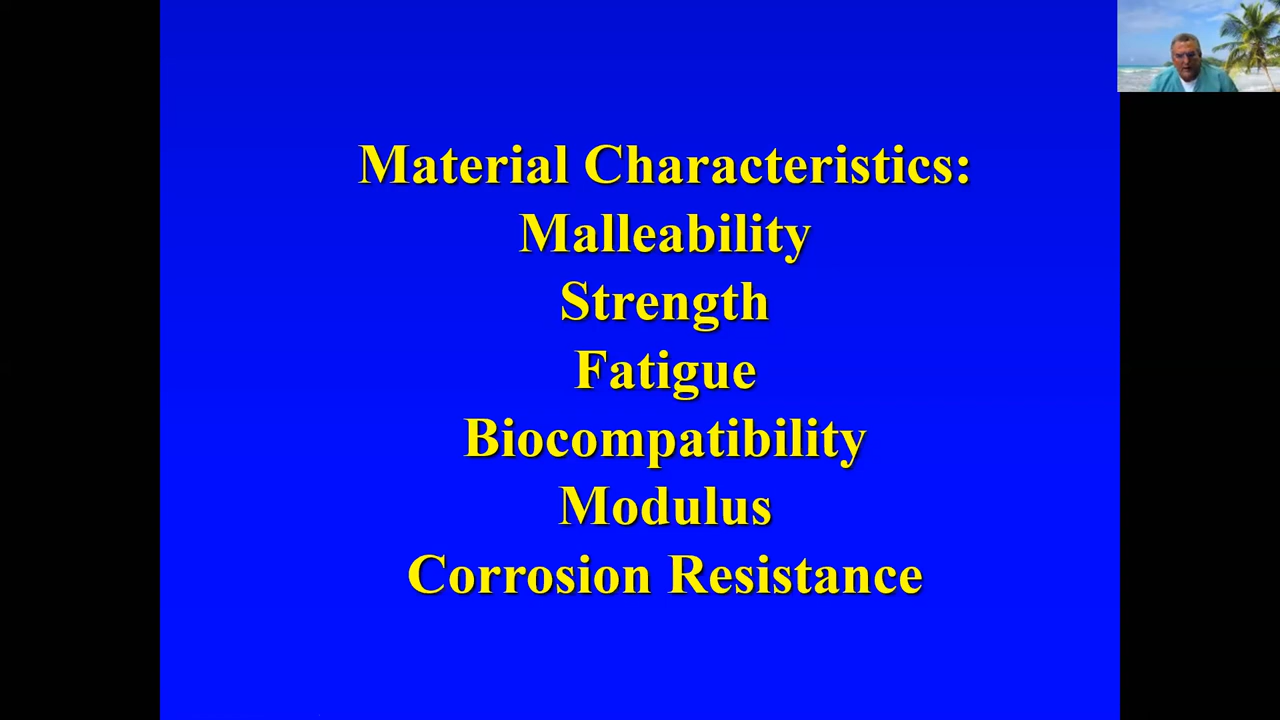 Material Characteristics:
Malleability
Strength
Fatigue
Biocompatibility
Modulus
Corrosion Resistance